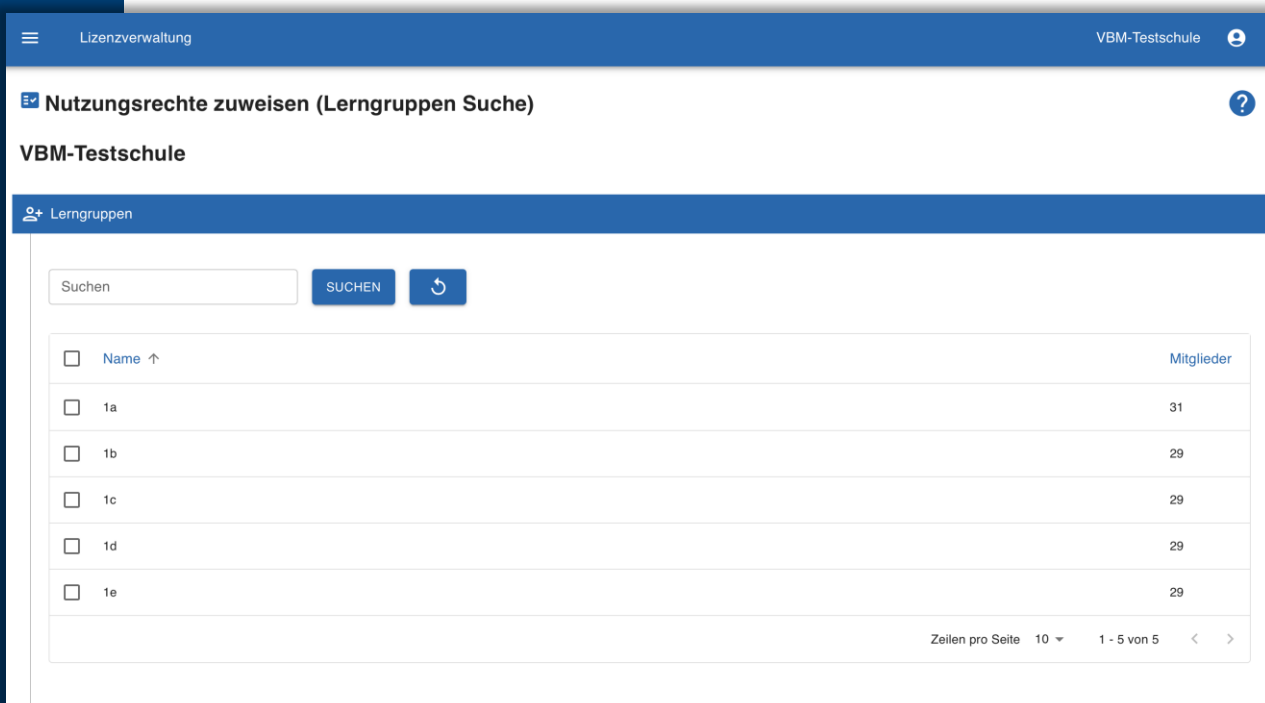 Lizenzverwaltung VBM-Testschule
Nutzungsrechte zuweisen (Lerngruppen Suche)
VBM-Testschule
Lerngruppen
Suchen SUCHEN
Name Mitglieder
1a 31
1b 29
1c 29
1d 29
1e 29
Zeilen pro Seite 10 1 - 5 von 5